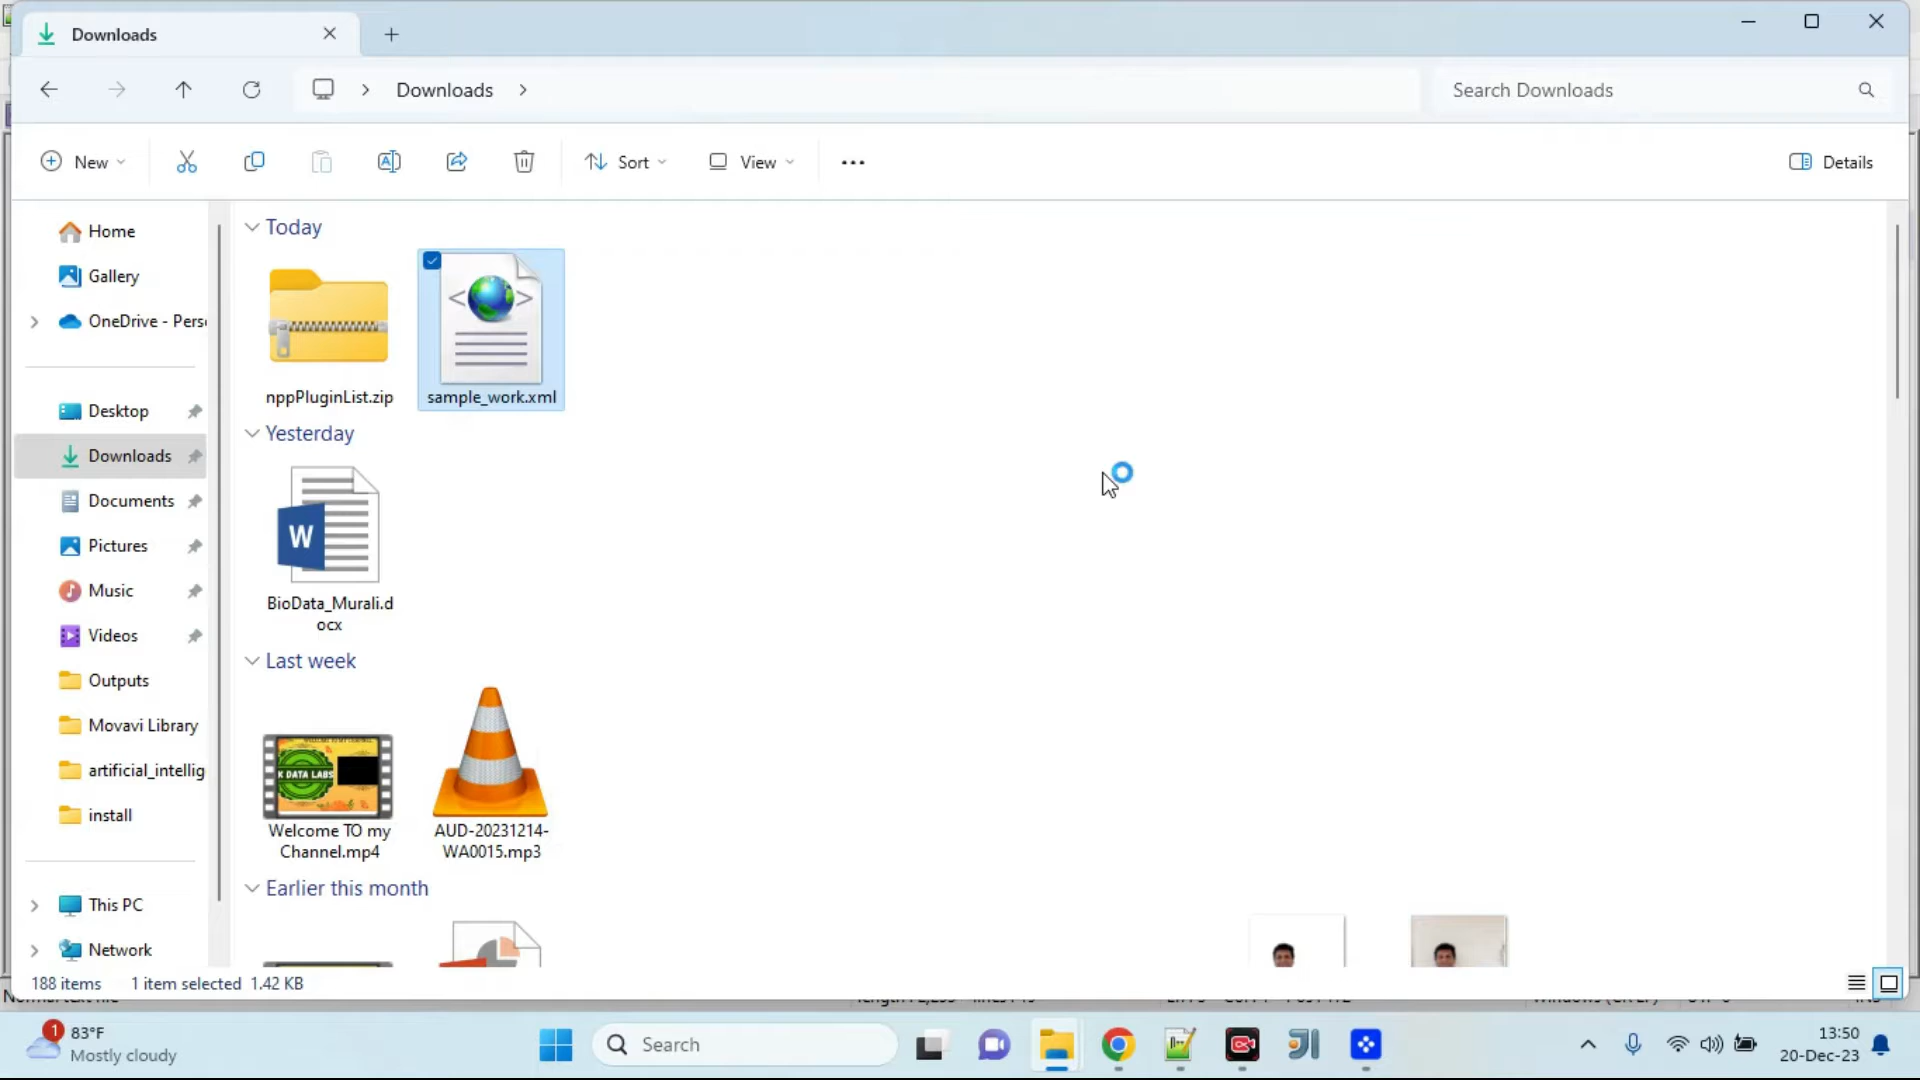 Downloads
Downloads
Search Downloads
New
Sort
View
Details
Home
Gallery
OneDrive - Pers
Desktop
Downloads
Documents
Pictures
Music
Videos
Outputs
Movavi Library
artificial_intellig
install
This PC
Network
Today
nppPluginList.zip
sample_work.xml
Yesterday
W
BioData_Murali.d
ocx
Last week
K DATA LABS
Welcome TO my
Channel.mp4
AUD-20231214-
WA0015.mp3
Earlier this month
188 items 1 item selected 1.42 KB
1
83°F
Mostly cloudy
Search
13:50
20-Dec-23